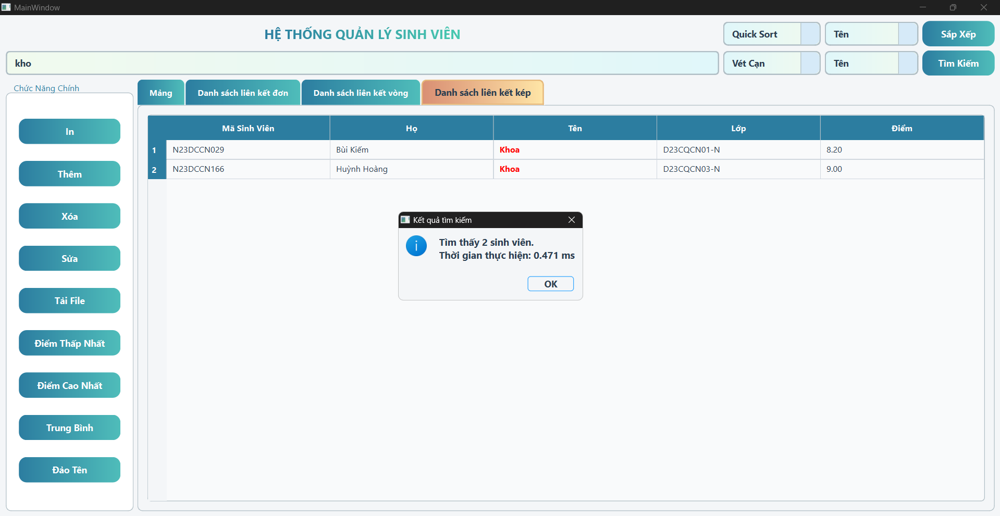 MainWindow
HỆ THỐNG QUẢN LÝ SINH VIÊN
Quick Sort
Tên
Sắp Xếp
kho
Vét Cạn
Tên
Tìm Kiếm
Chức Năng Chính
In
Thêm
Xóa
Sửa
Tải File
Điểm Thấp Nhất
Điểm Cao Nhất
Trung Bình
Đảo Tên
Mảng
Danh sách liên kết đơn
Danh sách liên kết vòng
Danh sách liên kết kép
Mã Sinh Viên Họ Tên Lớp Điểm
1 N23DCCN029 Bùi Kiếm Khoa D23CQCN01-N 8.20
2 N23DCCN166 Huỳnh Hoàng Khoa D23CQCN03-N 9.00
Kết quả tìm kiếm
Tìm thấy 2 sinh viên.
Thời gian thực hiện: 0.471 ms
OK